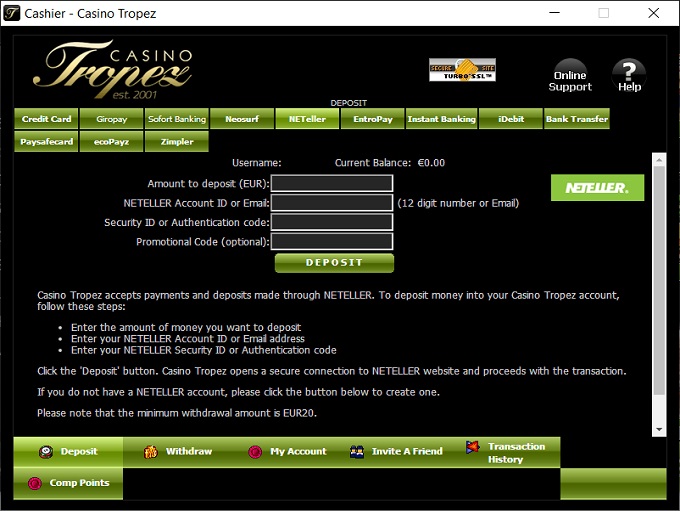 Cashier - Casino Tropez
CASINO
Tropez
est. 2001
SECURE SITE
TURBO SSL™
Online Support
?
Help
DEPOSIT
Credit Card Giropay Sofort Banking Neosurf NETeller EntroPay Instant Banking iDebit Bank Transfer
Paysafecard ecoPayz Zimpler
Username: Current Balance: €0.00
Amount to deposit (EUR):
NETELLER.
NETELLER Account ID or Email: (12 digit number or Email)
Security ID or Authentication code:
Promotional Code (optional):
DEPOSIT
Casino Tropez accepts payments and deposits made through NETELLER. To deposit money into your Casino Tropez account,
follow these steps:
• Enter the amount of money you want to deposit
• Enter your NETELLER Account ID or Email address
• Enter your NETELLER Security ID or Authentication code
Click the 'Deposit' button. Casino Tropez opens a secure connection to NETELLER website and proceeds with the transaction.
If you do not have a NETELLER account, please click the button below to create one.
Please note that the minimum withdrawal amount is EUR20.
Deposit Withdraw My Account Invite A Friend Transaction History
Comp Points